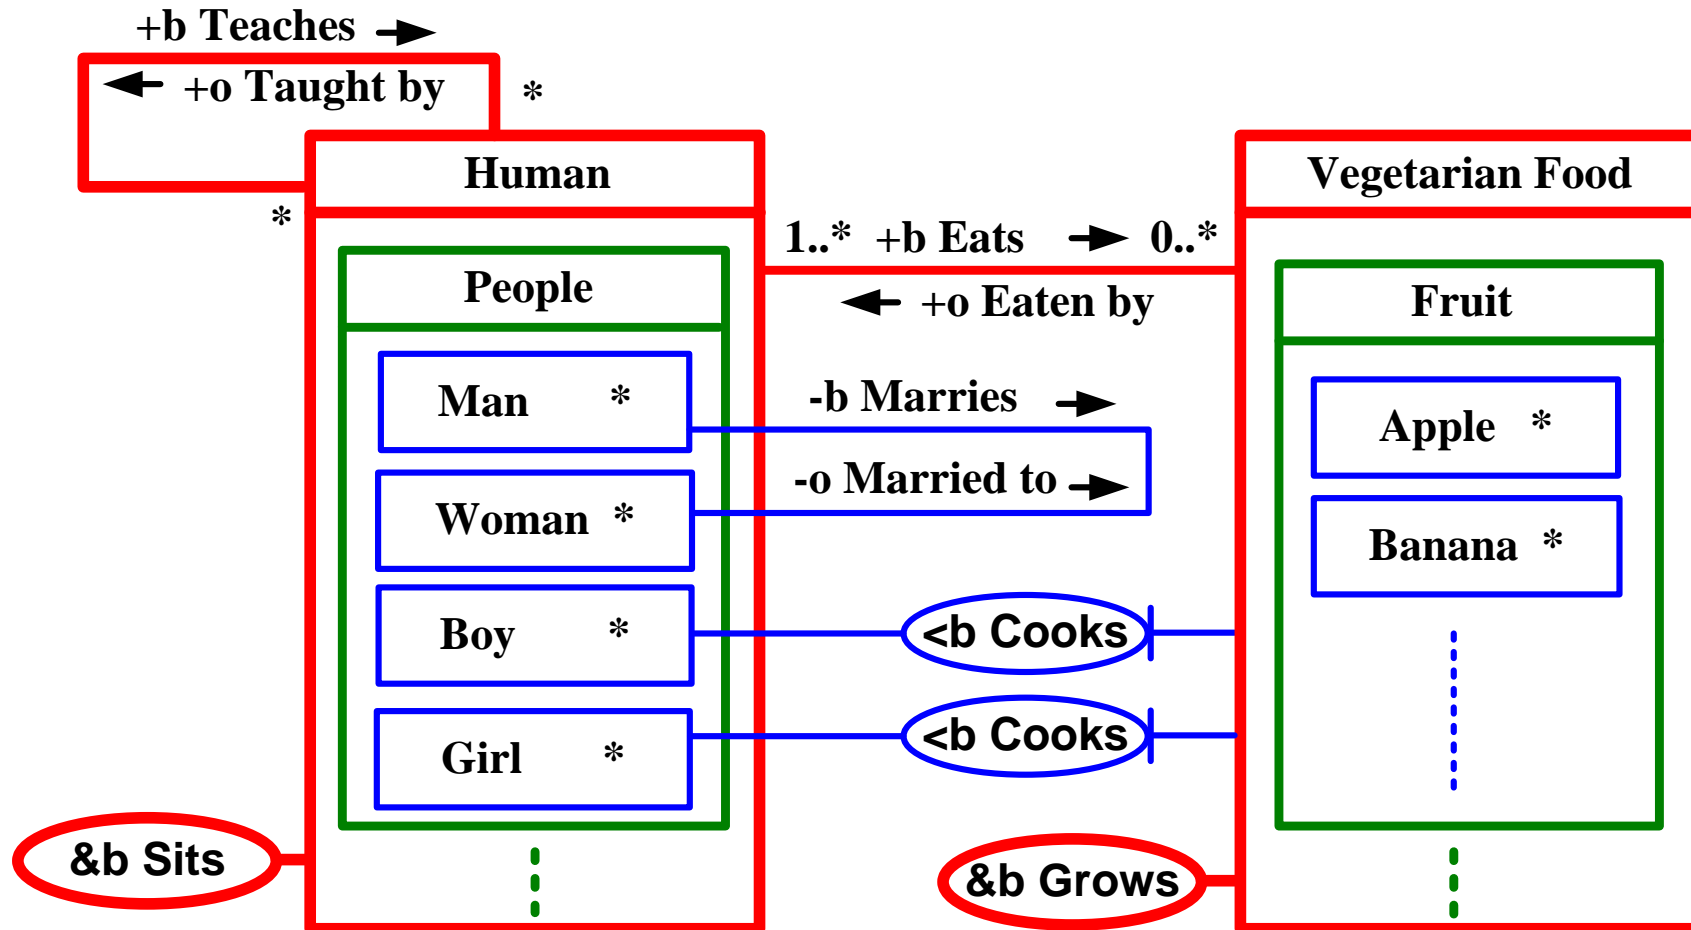 +b Teaches
+o Taught by *
Human
*
People
Man *
Woman *
Boy *
Girl *
&b Sits
1..* +b Eats 0..*
+o Eaten by
-b Marries
-o Married to
<b Cooks
<b Cooks
&b Grows
Vegetarian Food
Fruit
Apple *
Banana *